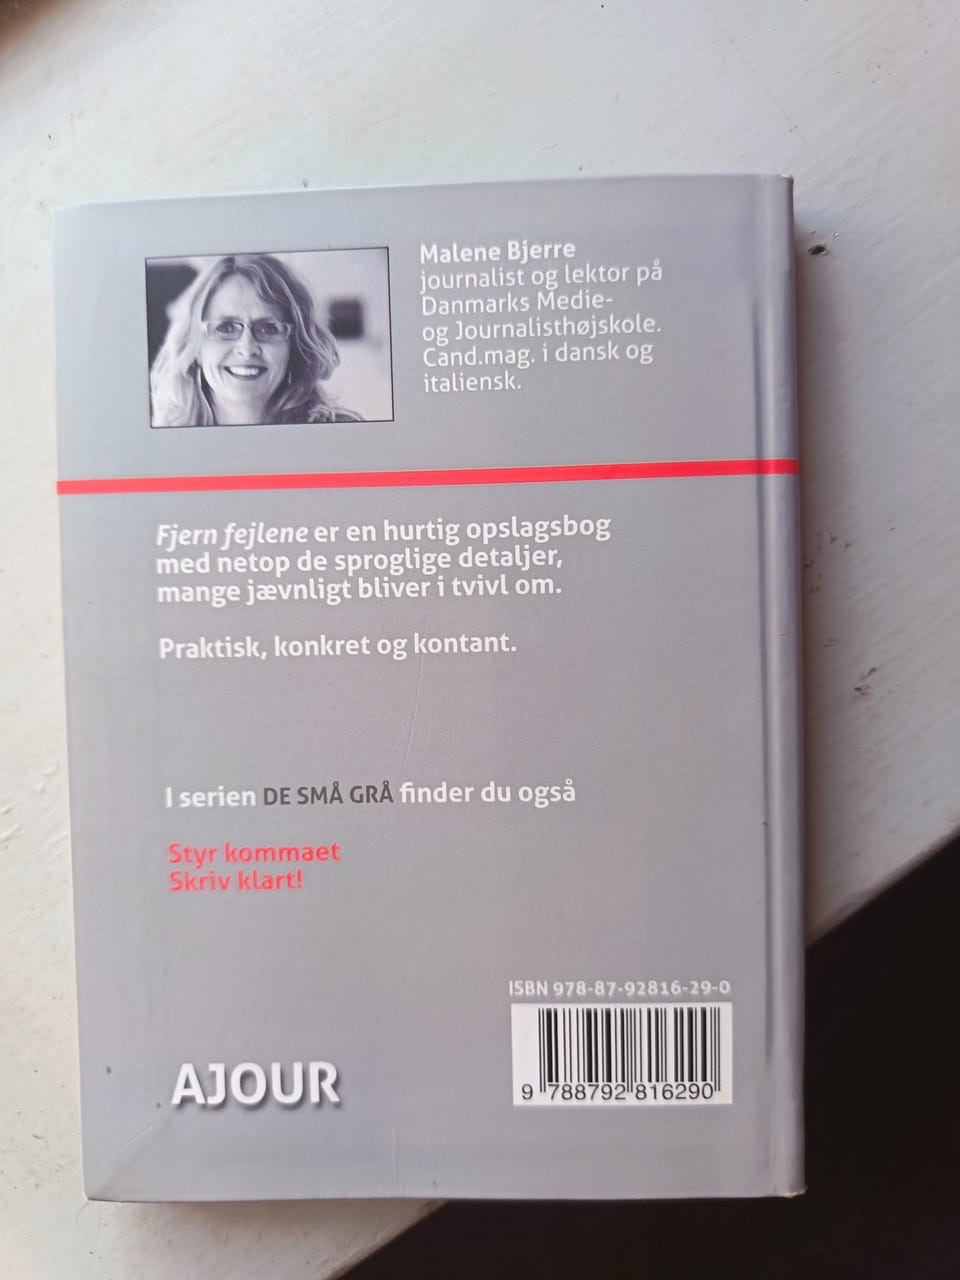 Malene Bjerre
journalist og lektor på
Danmarks Medie-
og Journalisthøjskole.
Cand.mag. i dansk og
italiensk.
Fjern fejlene er en hurtig opslagsbog
med netop de sproglige detaljer,
mange jævnligt bliver i tvivl om.
Praktisk, konkret og kontant.
I serien DE SMÅ GRÅ finder du også
Styr kommaet
Skriv klart!
ISBN 978-87-92816-29-0
9 788792 816290
AJOUR